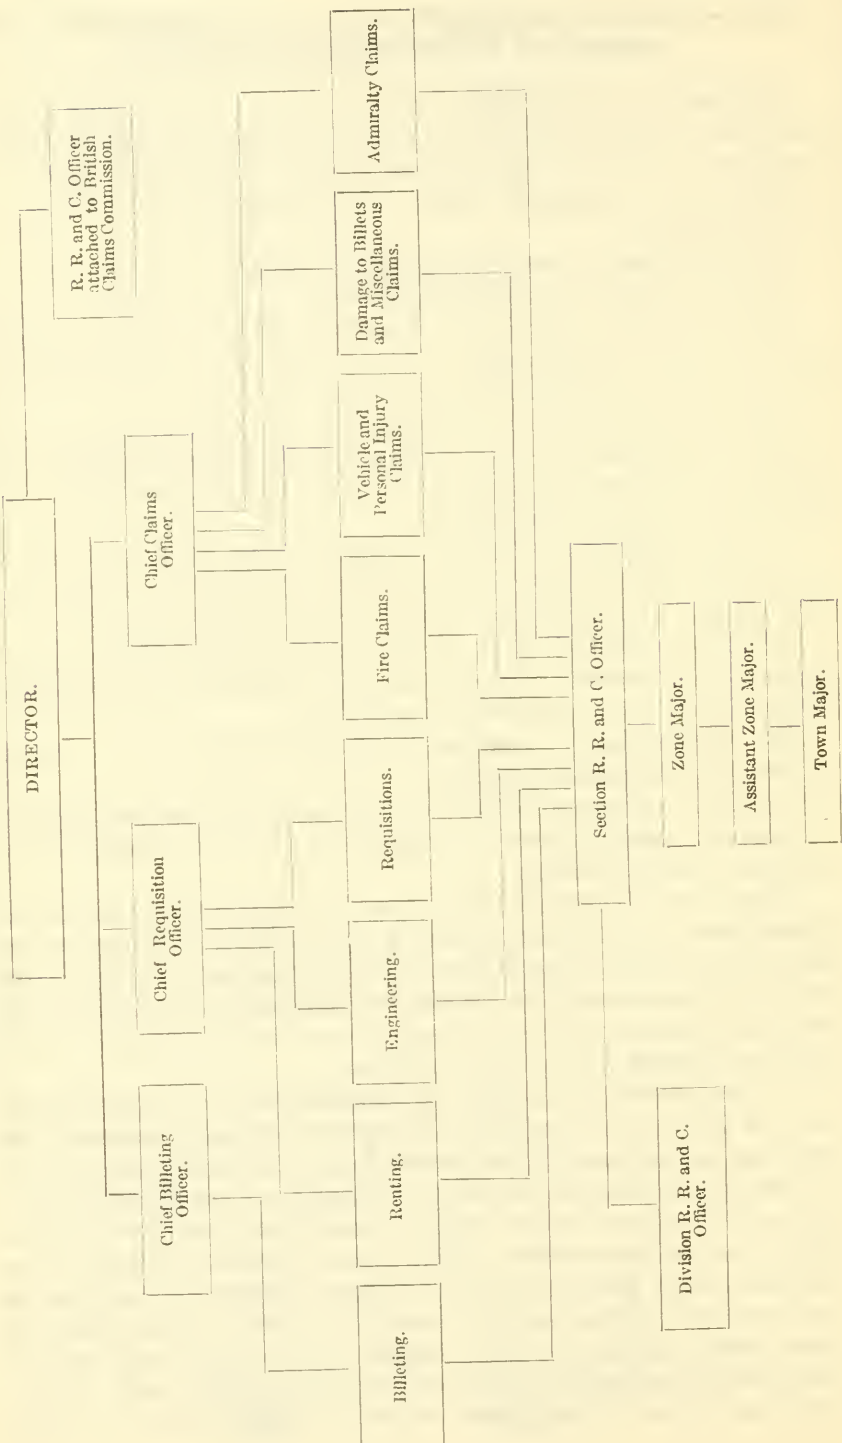 DIRECTOR.
R. R. and C. Officer
attached to British
Claims Commission.
Chief Billeting
Officer.
Chief Requisition
Officer.
Chief Claims
Officer.
Billeting.
Renting.
Engineering.
Requisitions.
Fire Claims.
Vehicle and
Personal Injury
Claims.
Damage to Billets
and Miscellaneous
Claims.
Admiralty Claims.
Section R. R. and C. Officer.
Division R. R. and C.
Officer.
Zone Major.
Assistant Zone Major.
Town Major.